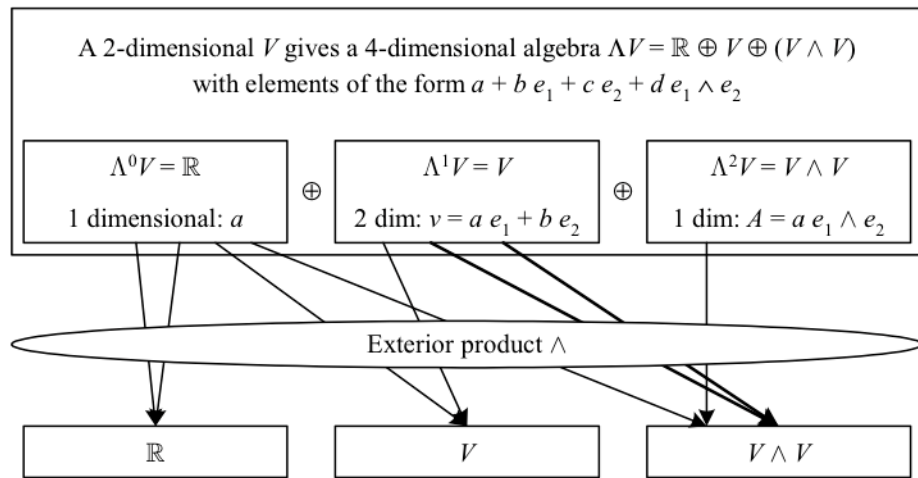 A 2-dimensional V gives a 4-dimensional algebra ΛV = ℝ ⊕ V ⊕ (V ∧ V)
with elements of the form a + b e₁ + c e₂ + d e₁ ∧ e₂
Λ⁰V = ℝ
1 dimensional: a
⊕
Λ¹V = V
2 dim: v = a e₁ + b e₂
⊕
Λ²V = V ∧ V
1 dim: A = a e₁ ∧ e₂
Exterior product ∧
ℝ
V
V ∧ V